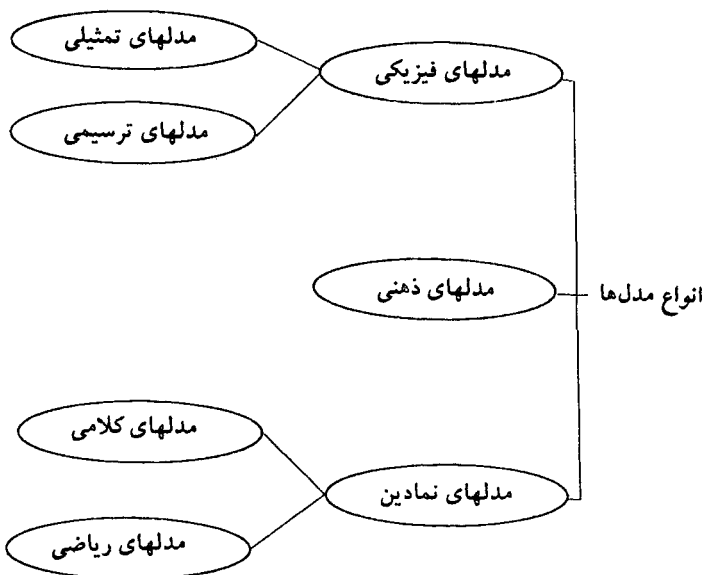 مدلهای تمثیلی
مدلهای فیزیکی
مدلهای ترسیمی
مدلهای ذهنی
انواع مدل‌ها
مدلهای کلامی
مدلهای نمادین
مدلهای ریاضی